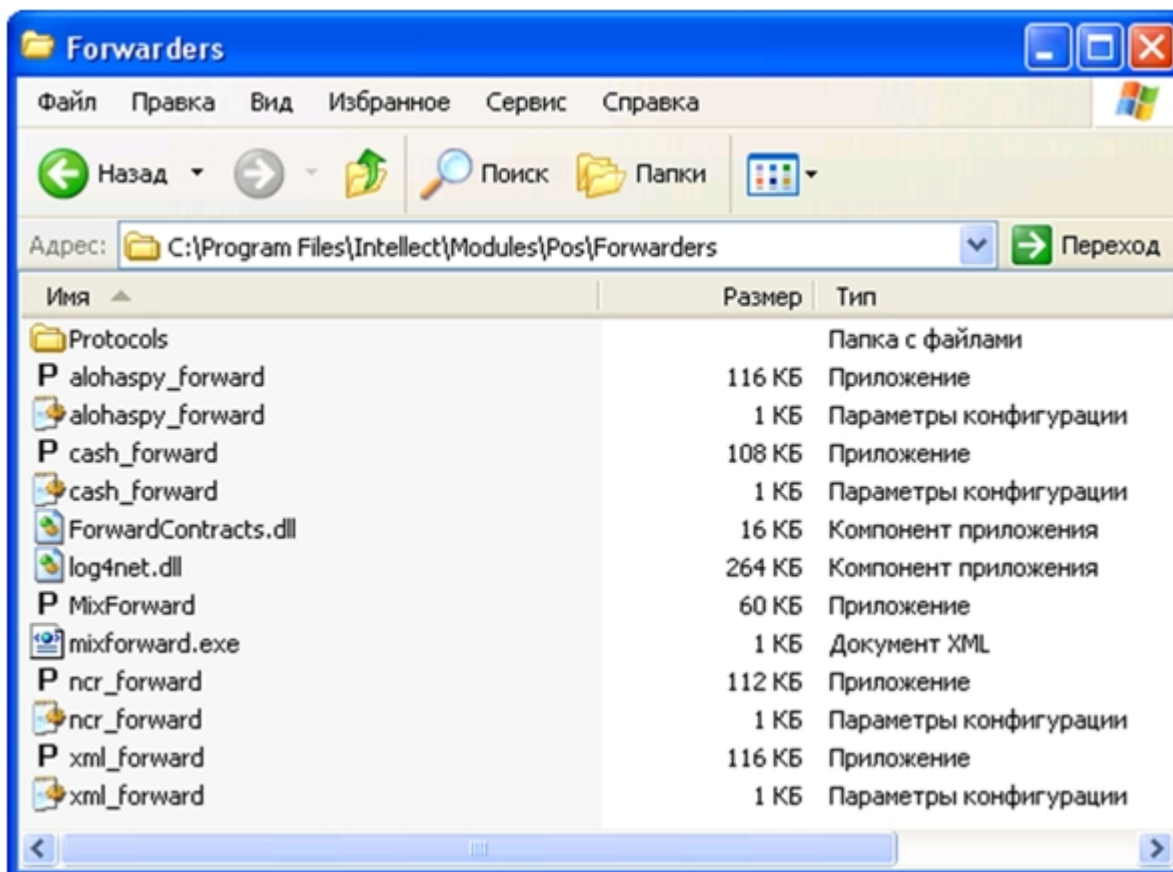 Forwarders
Файл Правка Вид Избранное Сервис Справка
Назад Поиск Папки
Адрес: C:\Program Files\Intellect\Modules\Pos\Forwarders Переход
Имя Размер Тип
Protocols Папка с файлами
P alohaspy_forward 116 КБ Приложение
alohaspy_forward 1 КБ Параметры конфигурации
P cash_forward 108 КБ Приложение
cash_forward 1 КБ Параметры конфигурации
ForwardContracts.dll 16 КБ Компонент приложения
log4net.dll 264 КБ Компонент приложения
P MixForward 60 КБ Приложение
mixforward.exe 1 КБ Документ XML
P ncr_forward 112 КБ Приложение
ncr_forward 1 КБ Параметры конфигурации
P xml_forward 116 КБ Приложение
xml_forward 1 КБ Параметры конфигурации